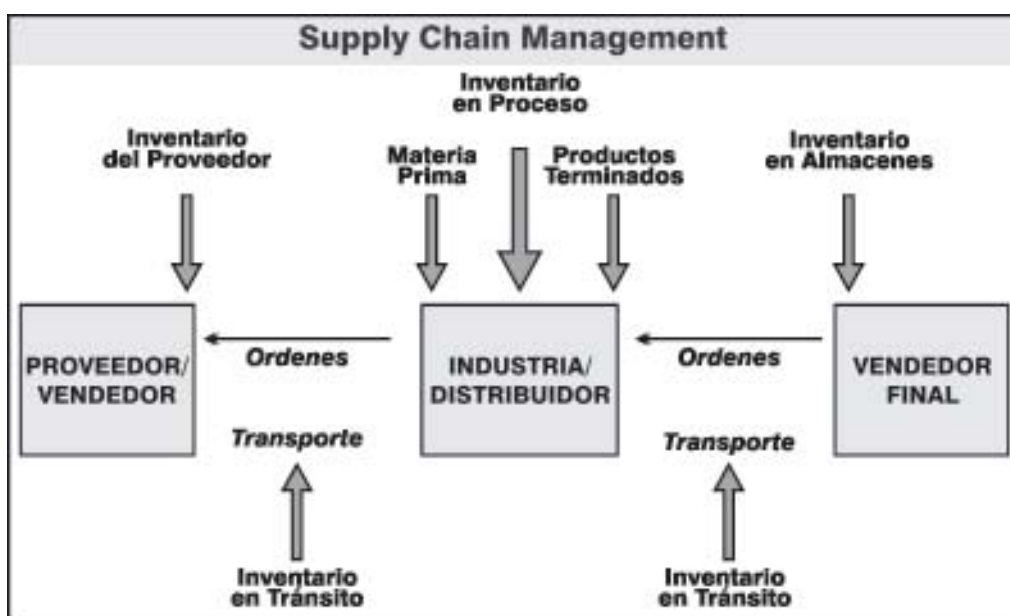 Supply Chain Management
Inventario
en Proceso
Inventario
del Proveedor
Materia
Prima
Productos
Terminados
Inventario
en Almacenes
PROVEEDOR/
VENDEDOR
Ordenes
INDUSTRIA/
DISTRIBUIDOR
Ordenes
VENDEDOR
FINAL
Transporte
Transporte
Inventario
en Tránsito
Inventario
en Tránsito